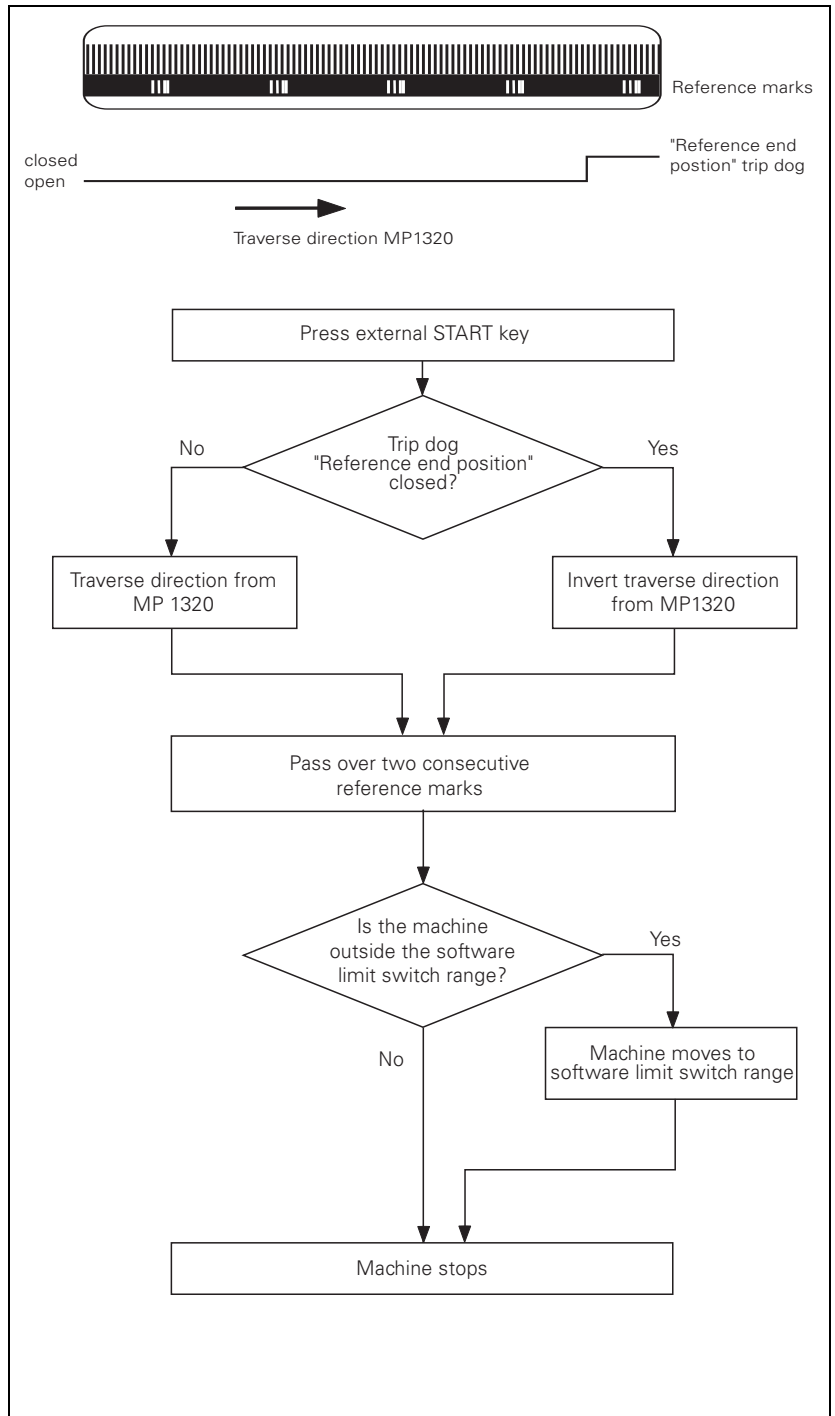 Reference marks
closed
open
"Reference end
postion" trip dog
Traverse direction MP1320
Press external START key
No
Trip dog
"Reference end position"
closed?
Yes
Traverse direction from
MP 1320
Invert traverse direction
from MP1320
Pass over two consecutive
reference marks
Is the machine
outside the software
limit switch range?
Yes
No
Machine moves to
software limit switch range
Machine stops